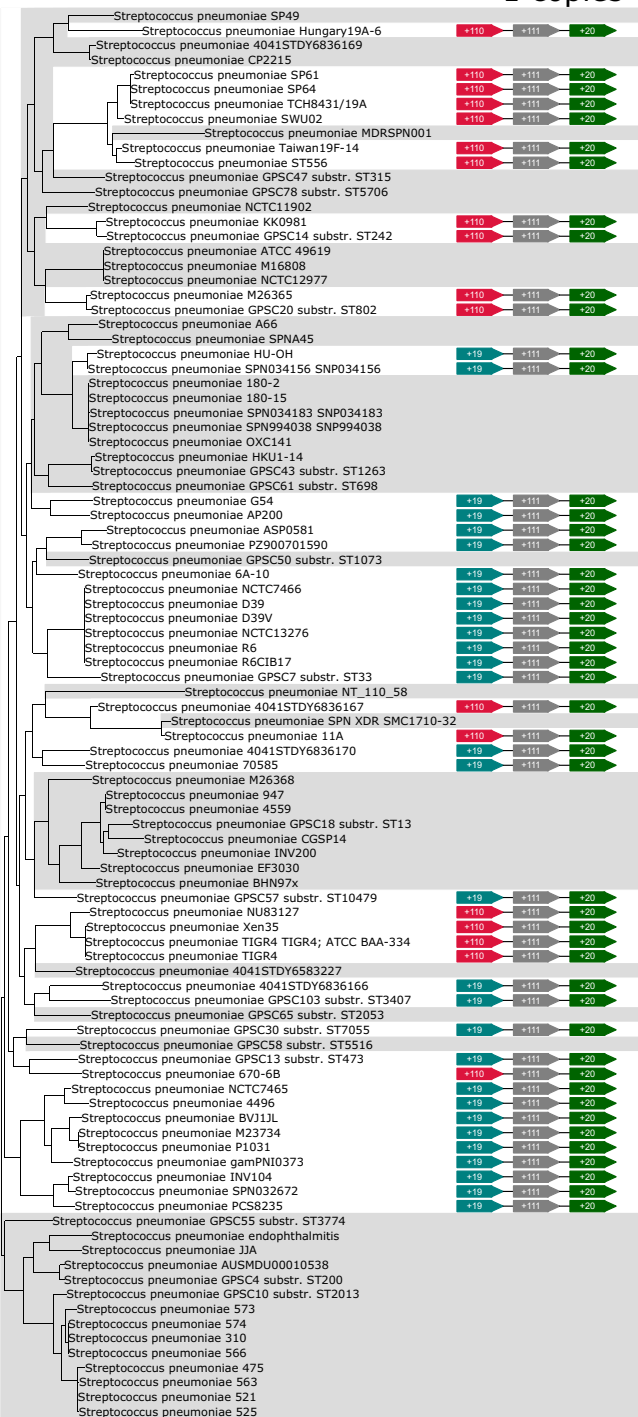 Streptococcus pneumoniae SP49
Streptococcus pneumoniae Hungary19A-6 +110 +111 +20
Streptococcus pneumoniae 4041STDY6836169
Streptococcus pneumoniae CP2215
Streptococcus pneumoniae SP61 +110 +111 +20
Streptococcus pneumoniae SP64 +110 +111 +20
Streptococcus pneumoniae TCH8431/19A +110 +111 +20
Streptococcus pneumoniae SWU02 +110 +111 +20
Streptococcus pneumoniae MDRSPN001
Streptococcus pneumoniae Taiwan19F-14 +110 +111 +20
Streptococcus pneumoniae ST556 +110 +111 +20
Streptococcus pneumoniae GPSC47 substr. ST315
Streptococcus pneumoniae GPSC78 substr. ST5706
Streptococcus pneumoniae NCTC11902
Streptococcus pneumoniae KK0981 +110 +111 +20
Streptococcus pneumoniae GPSC14 substr. ST242 +110 +111 +20
Streptococcus pneumoniae ATCC 49619
Streptococcus pneumoniae M16808
Streptococcus pneumoniae NCTC12977
Streptococcus pneumoniae M26365 +110 +111 +20
Streptococcus pneumoniae GPSC20 substr. ST802 +110 +111 +20
Streptococcus pneumoniae A66
Streptococcus pneumoniae SPNA45
Streptococcus pneumoniae HU-OH +19 +111 +20
Streptococcus pneumoniae SPN034156 SNP034156 +19 +111 +20
Streptococcus pneumoniae 180-2
Streptococcus pneumoniae 180-15
Streptococcus pneumoniae SPN034183 SNP034183
Streptococcus pneumoniae SPN994038 SNP994038
Streptococcus pneumoniae OXC141
Streptococcus pneumoniae HKU1-14
Streptococcus pneumoniae GPSC43 substr. ST1263
Streptococcus pneumoniae GPSC61 substr. ST698
Streptococcus pneumoniae G54 +19 +111 +20
Streptococcus pneumoniae AP200 +19 +111 +20
Streptococcus pneumoniae ASP0581 +19 +111 +20
Streptococcus pneumoniae PZ900701590 +19 +111 +20
Streptococcus pneumoniae GPSC50 substr. ST1073
Streptococcus pneumoniae 6A-10 +19 +111 +20
Streptococcus pneumoniae NCTC7466 +19 +111 +20
Streptococcus pneumoniae D39 +19 +111 +20
Streptococcus pneumoniae D39V +19 +111 +20
Streptococcus pneumoniae NCTC13276 +19 +111 +20
Streptococcus pneumoniae R6 +19 +111 +20
Streptococcus pneumoniae R6CIB17 +19 +111 +20
Streptococcus pneumoniae GPSC7 substr. ST33 +19 +111 +20
Streptococcus pneumoniae NT_110_58
Streptococcus pneumoniae 4041STDY6836167 +110 +111 +20
Streptococcus pneumoniae SPN XDR SMC1710-32
Streptococcus pneumoniae 11A +110 +111 +20
Streptococcus pneumoniae 4041STDY6836170 +19 +111 +20
Streptococcus pneumoniae 70585 +19 +111 +20
Streptococcus pneumoniae M26368
Streptococcus pneumoniae 947
Streptococcus pneumoniae 4559
Streptococcus pneumoniae GPSC18 substr. ST13
Streptococcus pneumoniae CGSP14
Streptococcus pneumoniae INV200
Streptococcus pneumoniae EF3030
Streptococcus pneumoniae BHN97x
Streptococcus pneumoniae GPSC57 substr. ST10479 +19 +111 +20
Streptococcus pneumoniae NU83127 +110 +111 +20
Streptococcus pneumoniae Xen35 +110 +111 +20
Streptococcus pneumoniae TIGR4 TIGR4; ATCC BAA-334 +110 +111 +20
Streptococcus pneumoniae TIGR4 +110 +111 +20
Streptococcus pneumoniae 4041STDY6583227
Streptococcus pneumoniae 4041STDY6836166 +19 +111 +20
Streptococcus pneumoniae GPSC103 substr. ST3407 +19 +111 +20
Streptococcus pneumoniae GPSC65 substr. ST2053
Streptococcus pneumoniae GPSC30 substr. ST7055 +19 +111 +20
Streptococcus pneumoniae GPSC58 substr. ST5516
Streptococcus pneumoniae GPSC13 substr. ST473 +19 +111 +20
Streptococcus pneumoniae 670-6B +110 +111 +20
Streptococcus pneumoniae NCTC7465 +19 +111 +20
Streptococcus pneumoniae 4496 +19 +111 +20
Streptococcus pneumoniae BVJ1JL +19 +111 +20
Streptococcus pneumoniae M23734 +19 +111 +20
Streptococcus pneumoniae P1031 +19 +111 +20
Streptococcus pneumoniae gamPNI0373 +19 +111 +20
Streptococcus pneumoniae INV104 +19 +111 +20
Streptococcus pneumoniae SPN032672 +19 +111 +20
Streptococcus pneumoniae PCS8235 +19 +111 +20
Streptococcus pneumoniae GPSC55 substr. ST3774
Streptococcus pneumoniae endophthalmitis
Streptococcus pneumoniae JJA
Streptococcus pneumoniae AUSMDU00010538
Streptococcus pneumoniae GPSC4 substr. ST200
Streptococcus pneumoniae GPSC10 substr. ST2013
Streptococcus pneumoniae 573
Streptococcus pneumoniae 574
Streptococcus pneumoniae 310
Streptococcus pneumoniae 566
Streptococcus pneumoniae 475
Streptococcus pneumoniae 563
Streptococcus pneumoniae 521
Streptococcus pneumoniae 525